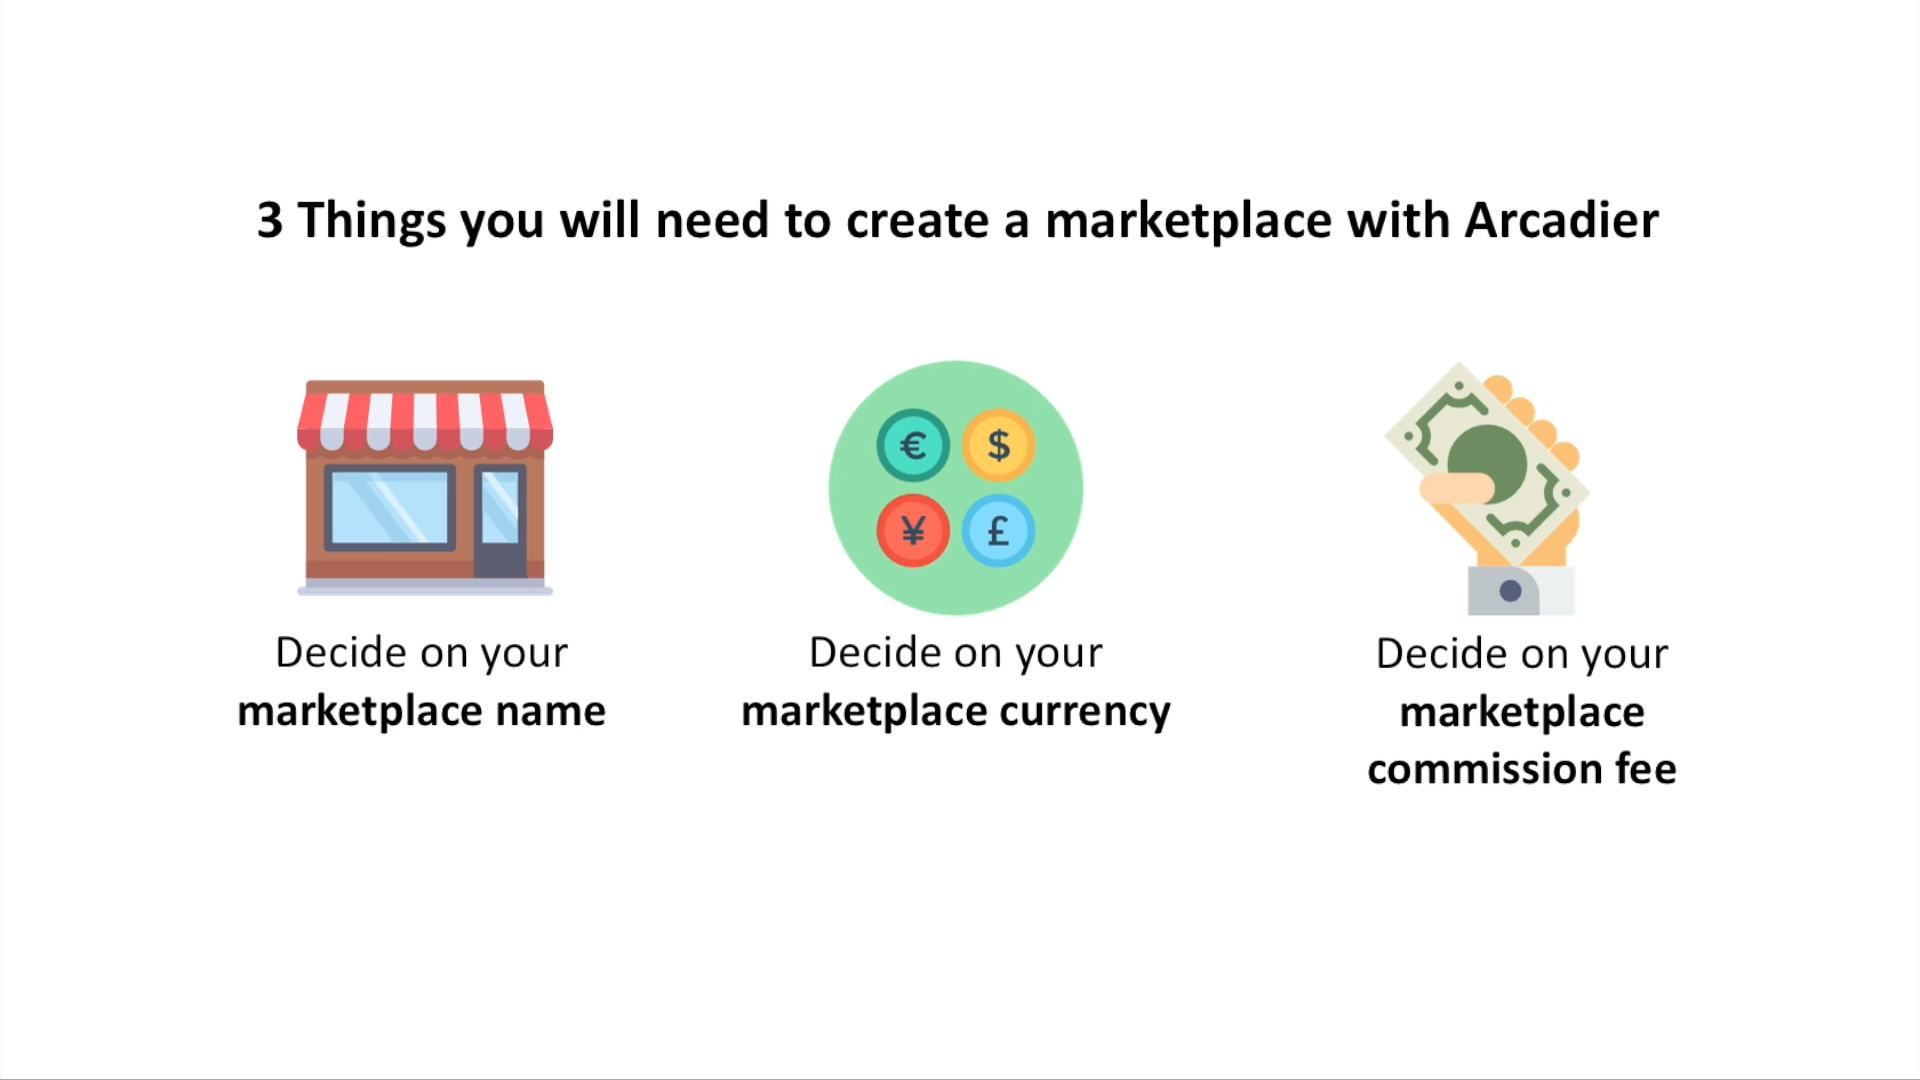 3 Things you will need to create a marketplace with Arcadier
€ $
¥ £
Decide on your
marketplace name
Decide on your
marketplace currency
Decide on your
marketplace
commission fee